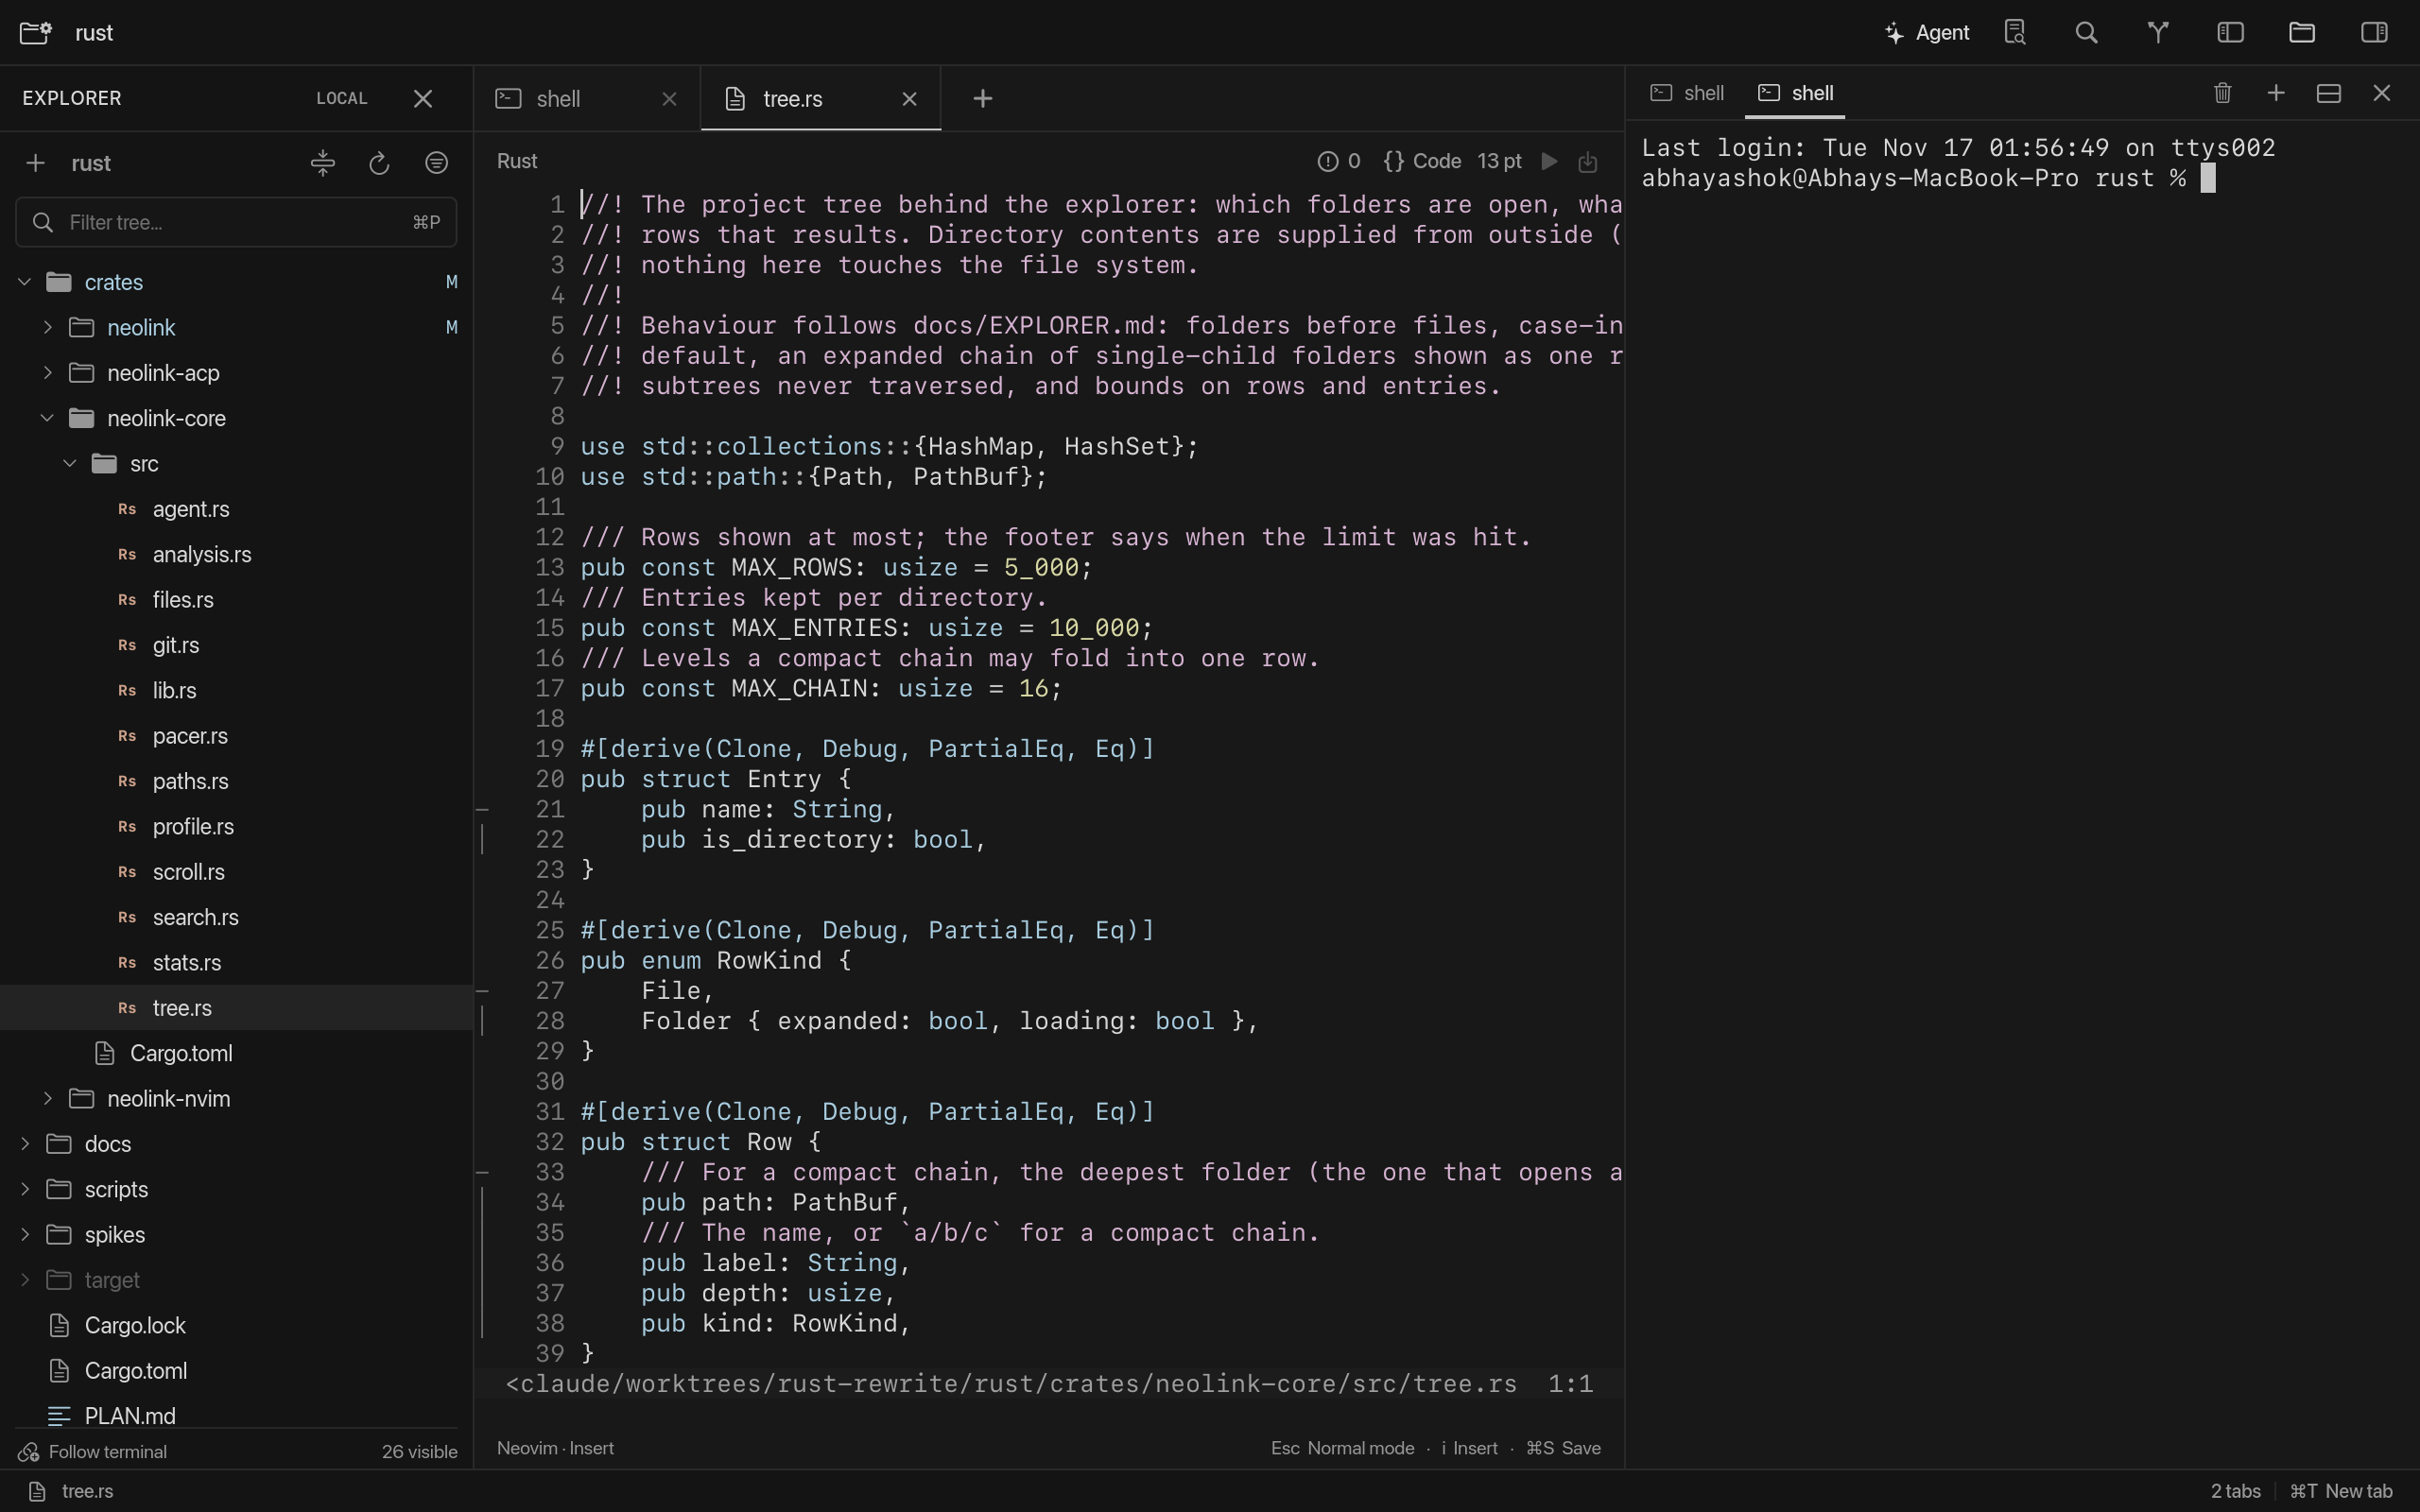 rust
Agent
EXPLORER LOCAL
rust
Filter tree... ⌘P
crates M
neolink M
neolink-acp
neolink-core
src
Rs agent.rs
Rs analysis.rs
Rs files.rs
Rs git.rs
Rs lib.rs
Rs pacer.rs
Rs paths.rs
Rs profile.rs
Rs scroll.rs
Rs search.rs
Rs stats.rs
Rs tree.rs
Cargo.toml
neolink-nvim
docs
scripts
spikes
target
Cargo.lock
Cargo.toml
PLAN.md
Follow terminal 26 visible
shell
tree.rs
Rust 0 {} Code 13 pt
1 //! The project tree behind the explorer: which folders are open, wha
2 //! rows that results. Directory contents are supplied from outside (
3 //! nothing here touches the file system.
4 //!
5 //! Behaviour follows docs/EXPLORER.md: folders before files, case-in
6 //! default, an expanded chain of single-child folders shown as one r
7 //! subtrees never traversed, and bounds on rows and entries.
8
9 use std::collections::{HashMap, HashSet};
10 use std::path::{Path, PathBuf};
11
12 /// Rows shown at most; the footer says when the limit was hit.
13 pub const MAX_ROWS: usize = 5_000;
14 /// Entries kept per directory.
15 pub const MAX_ENTRIES: usize = 10_000;
16 /// Levels a compact chain may fold into one row.
17 pub const MAX_CHAIN: usize = 16;
18
19 #[derive(Clone, Debug, PartialEq, Eq)]
20 pub struct Entry {
21     pub name: String,
22     pub is_directory: bool,
23 }
24
25 #[derive(Clone, Debug, PartialEq, Eq)]
26 pub enum RowKind {
27     File,
28     Folder { expanded: bool, loading: bool },
29 }
30
31 #[derive(Clone, Debug, PartialEq, Eq)]
32 pub struct Row {
33     /// For a compact chain, the deepest folder (the one that opens a
34     pub path: PathBuf,
35     /// The name, or `a/b/c` for a compact chain.
36     pub label: String,
37     pub depth: usize,
38     pub kind: RowKind,
39 }
<claude/worktrees/rust-rewrite/rust/crates/neolink-core/src/tree.rs 1:1
Neovim · Insert Esc Normal mode · i Insert · ⌘S Save
shell
shell
Last login: Tue Nov 17 01:56:49 on ttys002
abhayashok@Abhays-MacBook-Pro rust %
tree.rs 2 tabs ⌘T New tab